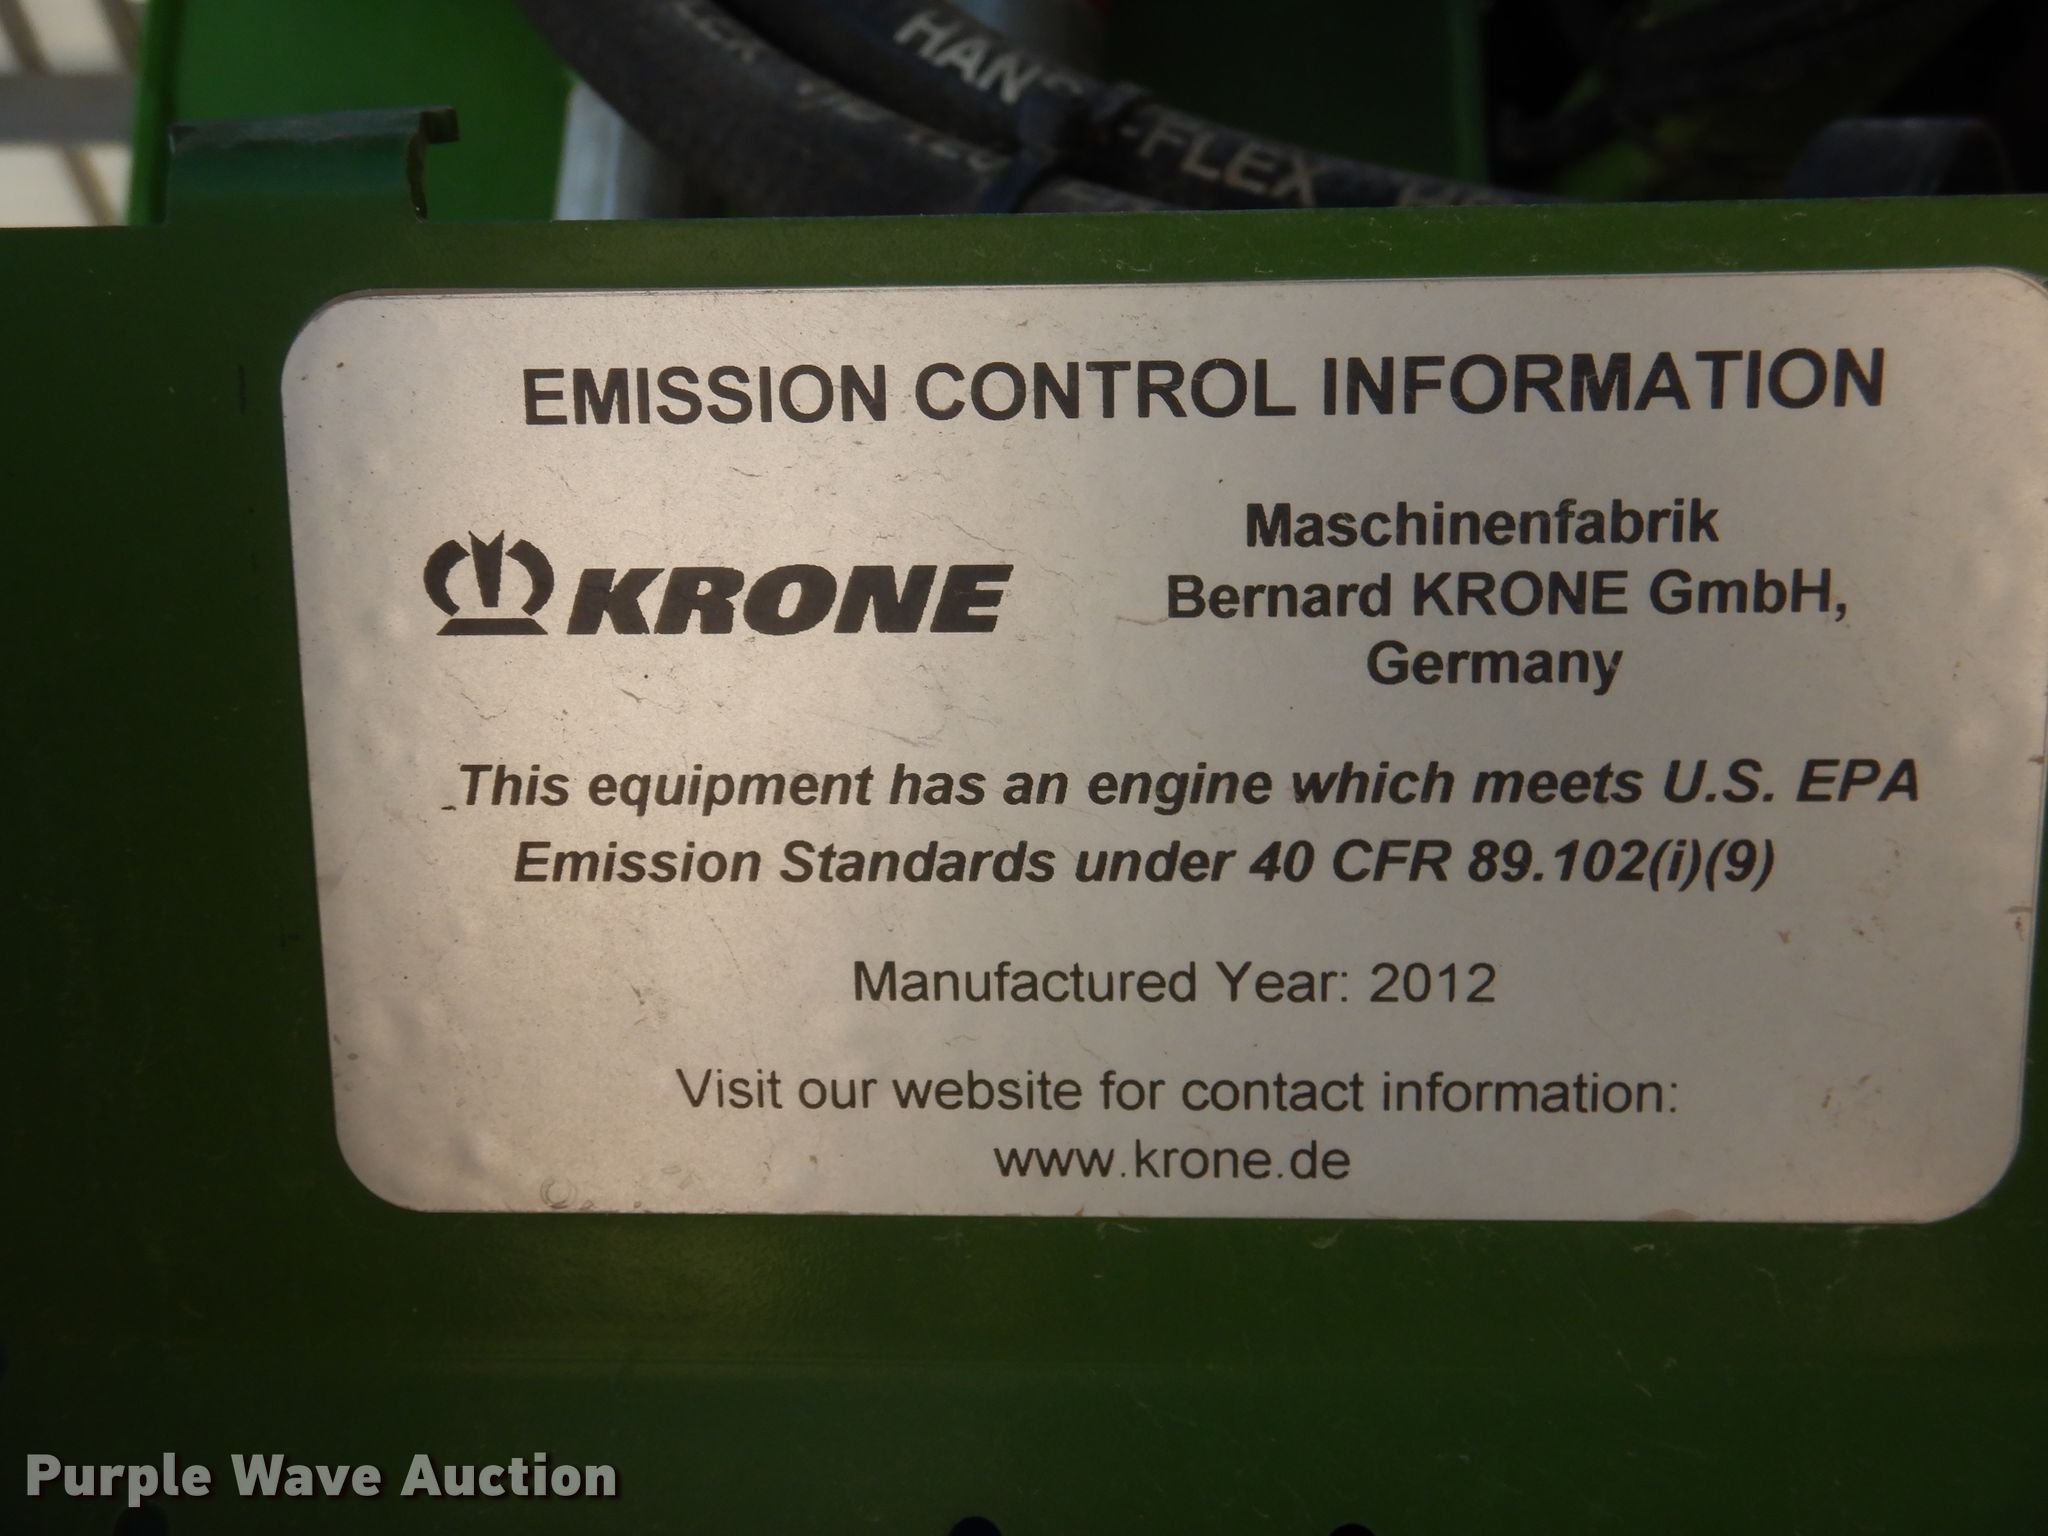 HANSA-FLEX
EMISSION CONTROL INFORMATION
KRONE
Maschinenfabrik
Bernard KRONE GmbH,
Germany
This equipment has an engine which meets U.S. EPA
Emission Standards under 40 CFR 89.102(i)(9)
Manufactured Year: 2012
Visit our website for contact information:
www.krone.de
Purple Wave Auction